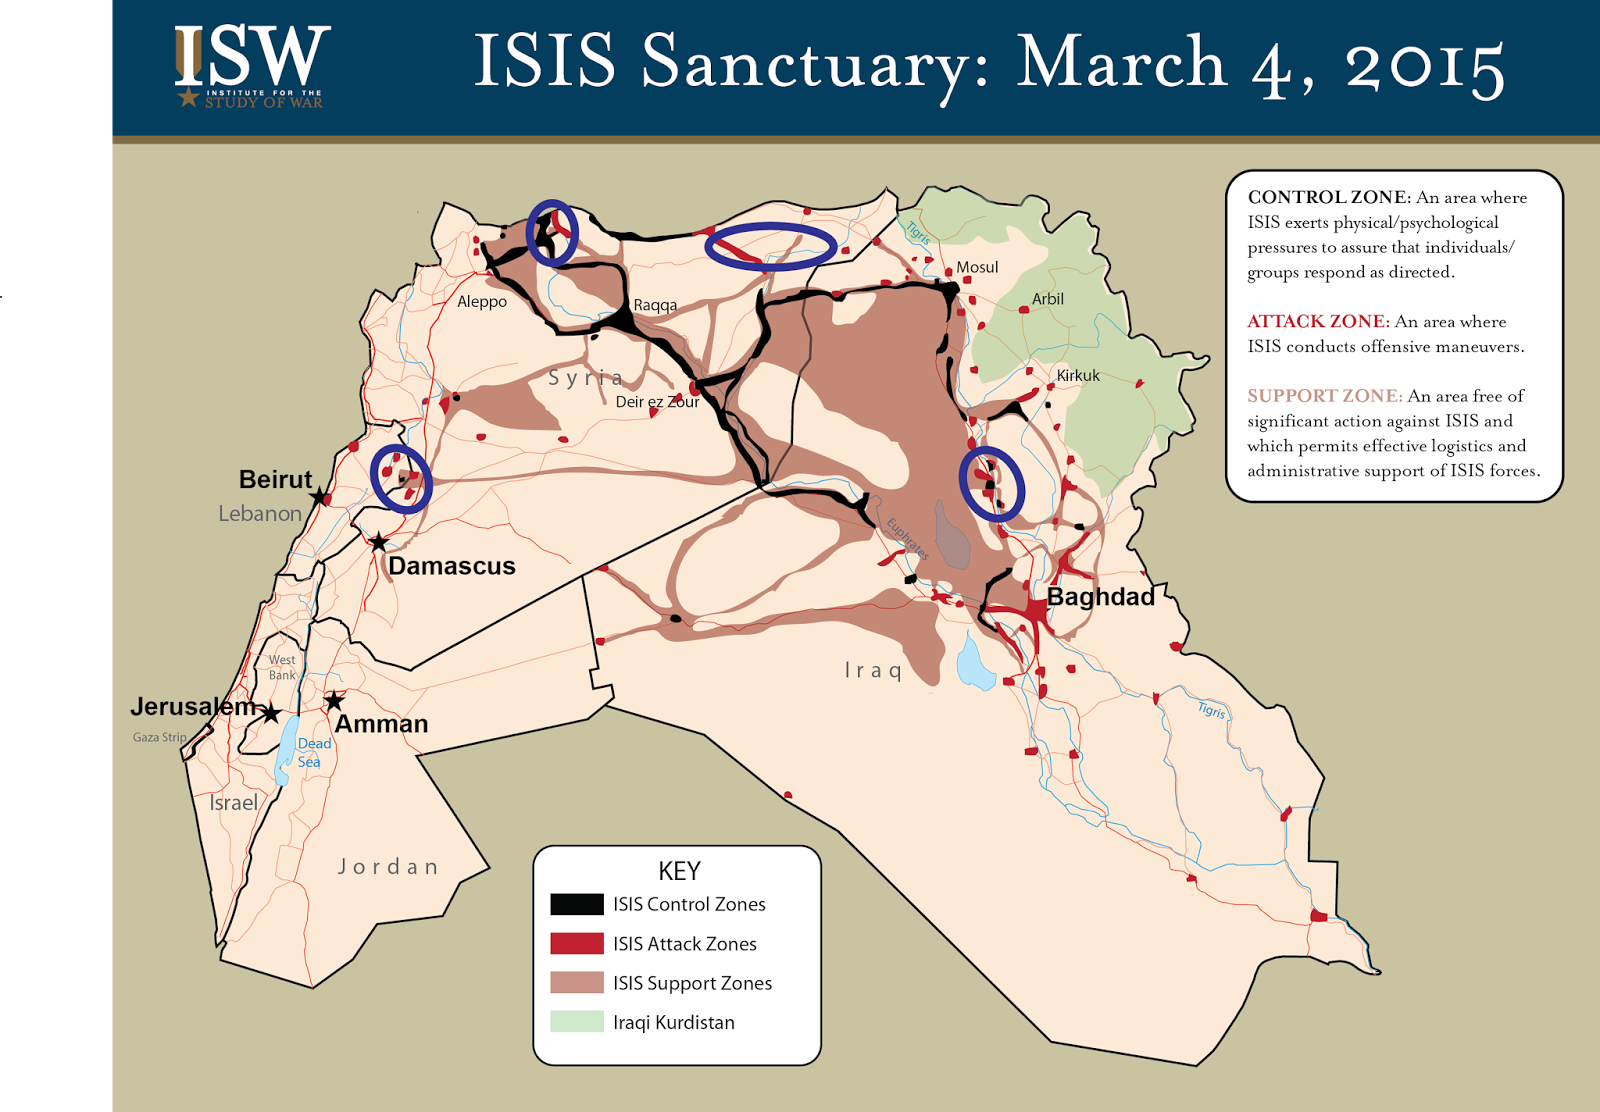 ISW
INSTITUTE FOR THE
STUDY OF WAR
ISIS Sanctuary: March 4, 2015
CONTROL ZONE: An area where
ISIS exerts physical/psychological
pressures to assure that individuals/
groups respond as directed.
ATTACK ZONE: An area where
ISIS conducts offensive maneuvers.
SUPPORT ZONE: An area free of
significant action against ISIS and
which permits effective logistics and
administrative support of ISIS forces.
Tigris
Mosul
Aleppo
Raqqa
Arbil
Syria
Kirkuk
Deir ez Zour
Beirut
Lebanon
Euphrates
Damascus
Baghdad
West
Bank
Iraq
Jerusalem
Amman
Tigris
Gaza Strip
Dead
Sea
Israel
Jordan
KEY
ISIS Control Zones
ISIS Attack Zones
ISIS Support Zones
Iraqi Kurdistan